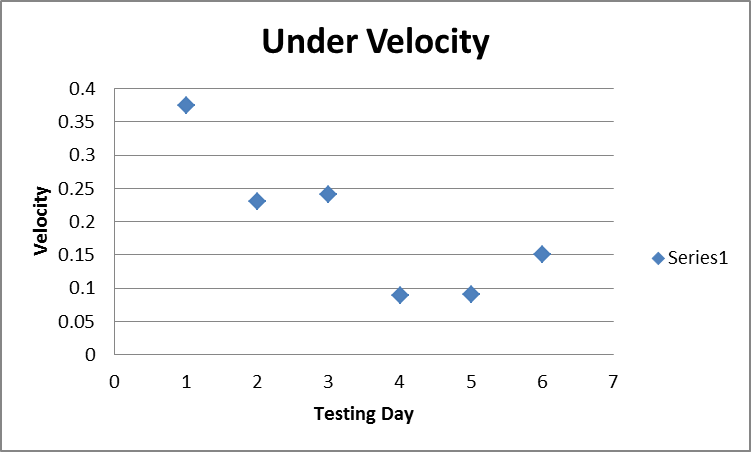 Under Velocity
0.4
0.35
0.3
0.25
0.2
0.15
0.1
0.05
0
Velocity
0 1 2 3 4 5 6 7
Testing Day
Series1